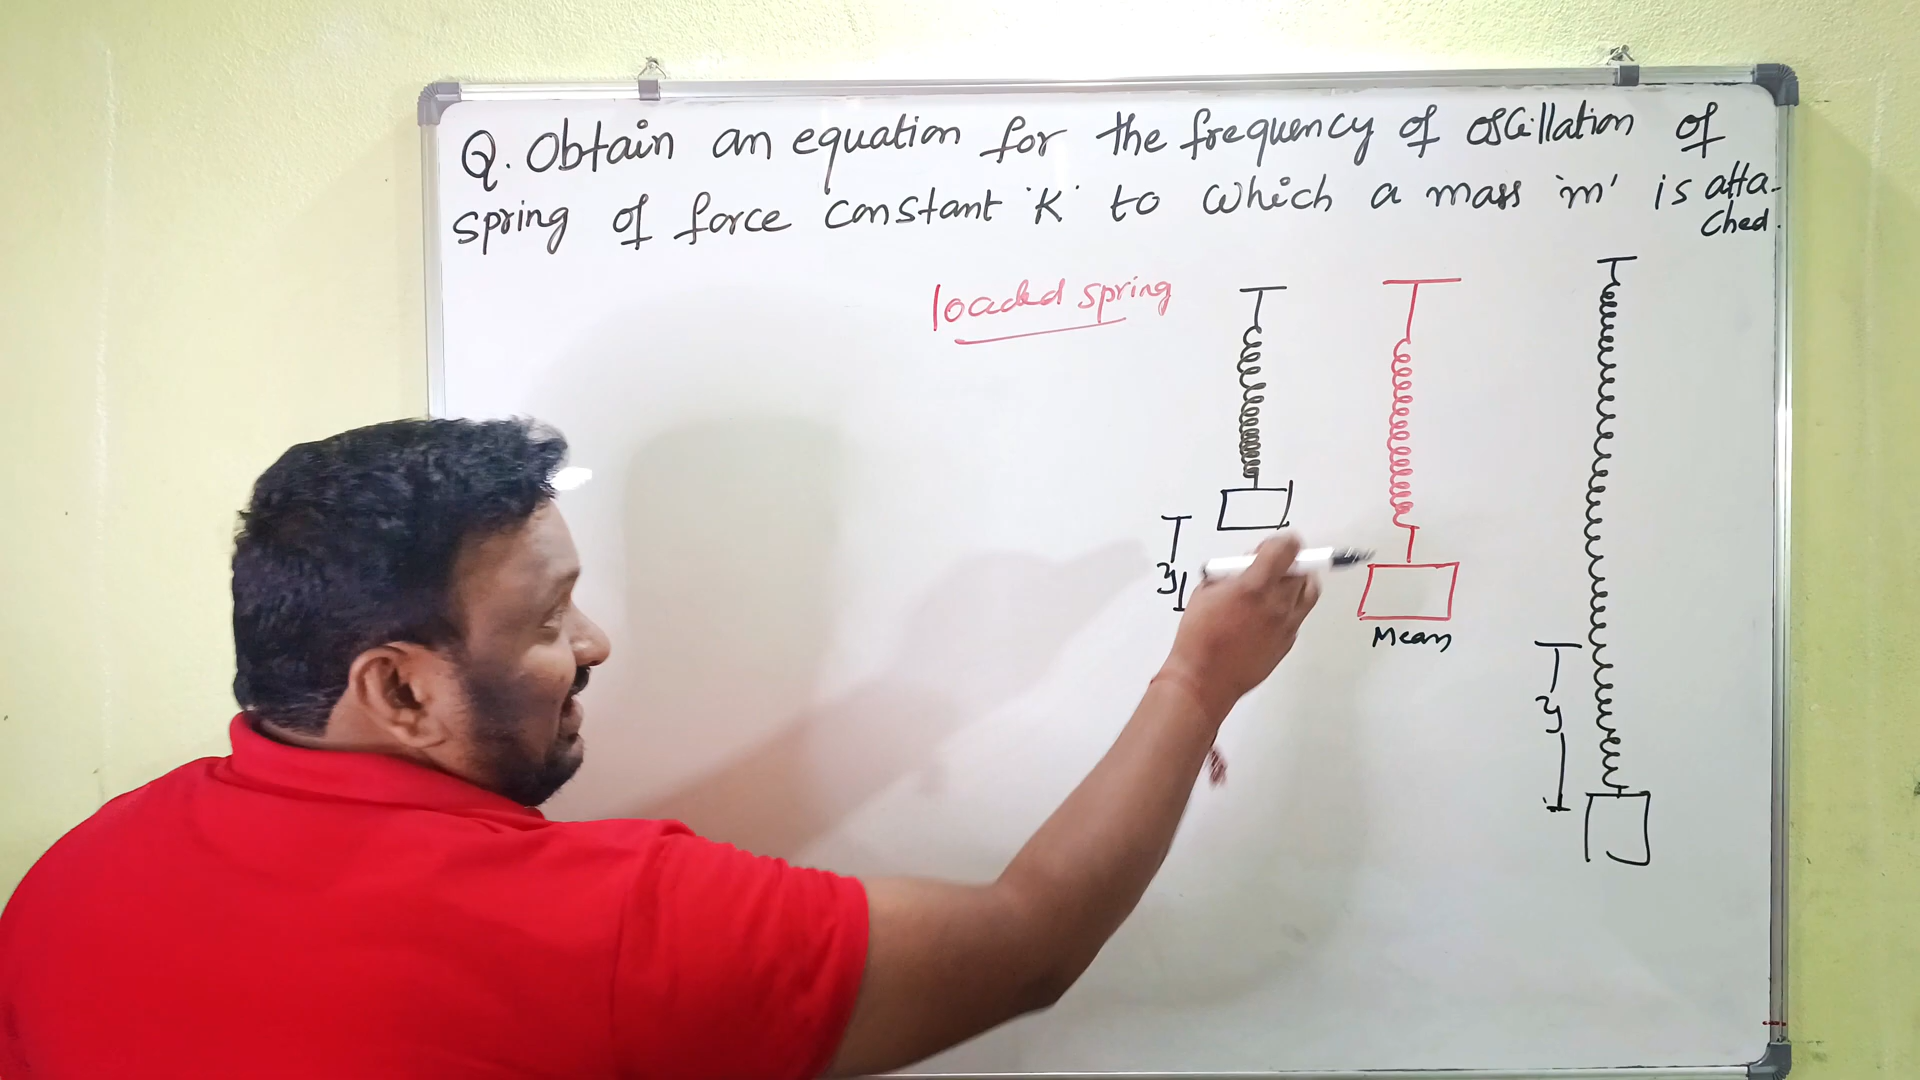 Q. Obtain an equation for the frequency of oscillation of
spring of force constant 'K' to which a mass 'm' is atta-
ched.
loaded spring
y
Mean
y